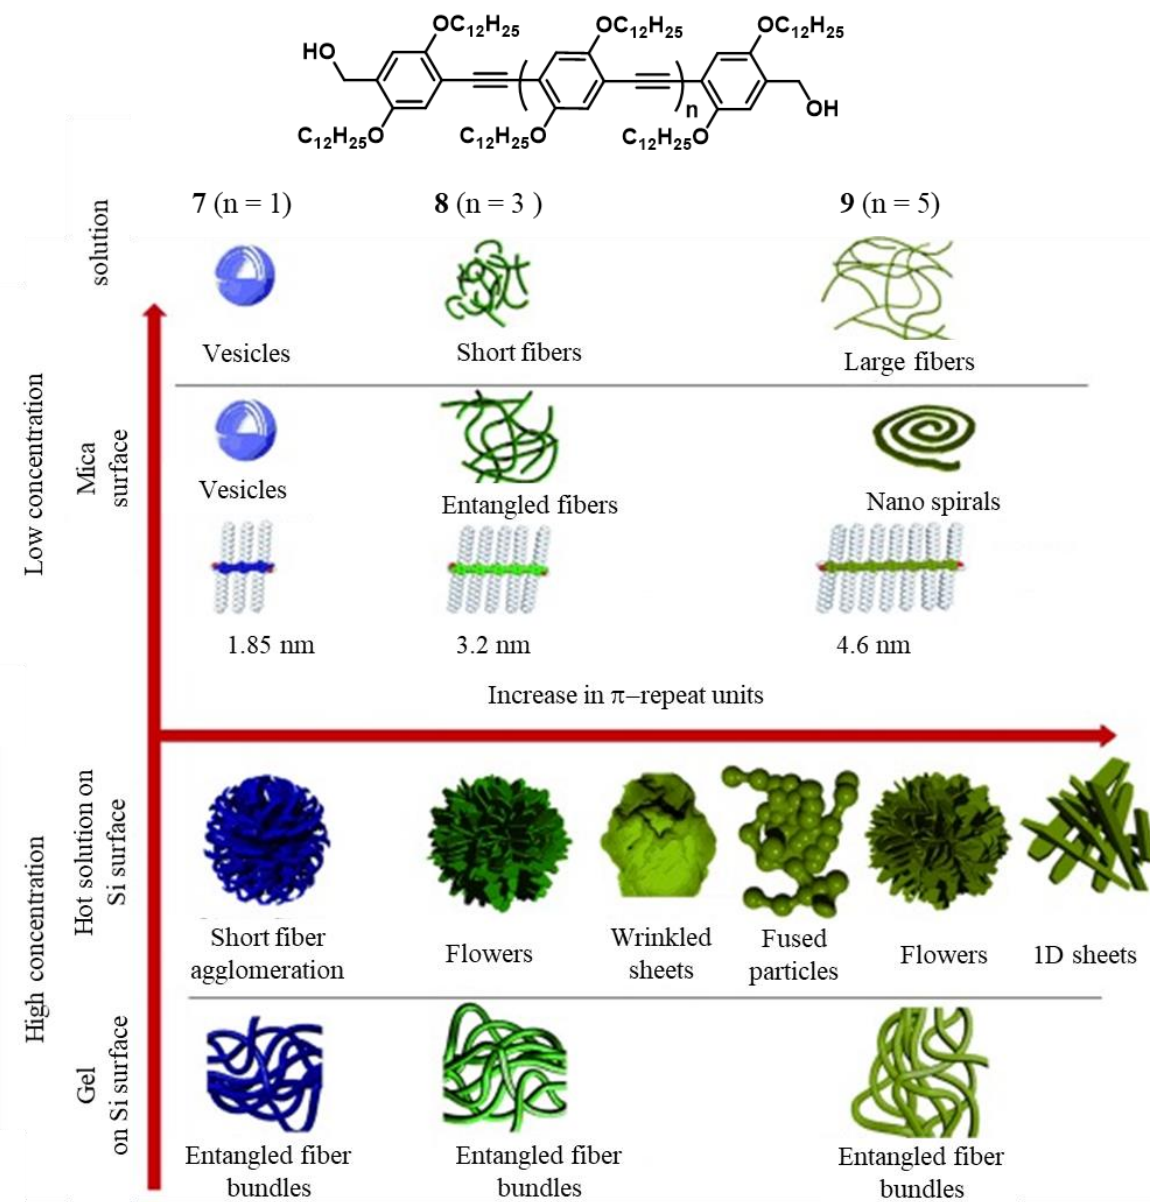 OC12H25
OC12H25
OC12H25
HO
n
OH
C12H25O
C12H25O
C12H25O
solution
7 (n = 1)
8 (n = 3 )
9 (n = 5)
Vesicles
Short fibers
Large fibers
Low concentration
Mica
surface
Vesicles
Entangled fibers
Nano spirals
1.85 nm
3.2 nm
4.6 nm
Increase in π–repeat units
High concentration
Hot solution on
Si surface
Short fiber
agglomeration
Flowers
Wrinkled
sheets
Fused
particles
Flowers
1D sheets
Gel
on Si surface
Entangled fiber
bundles
Entangled fiber
bundles
Entangled fiber
bundles